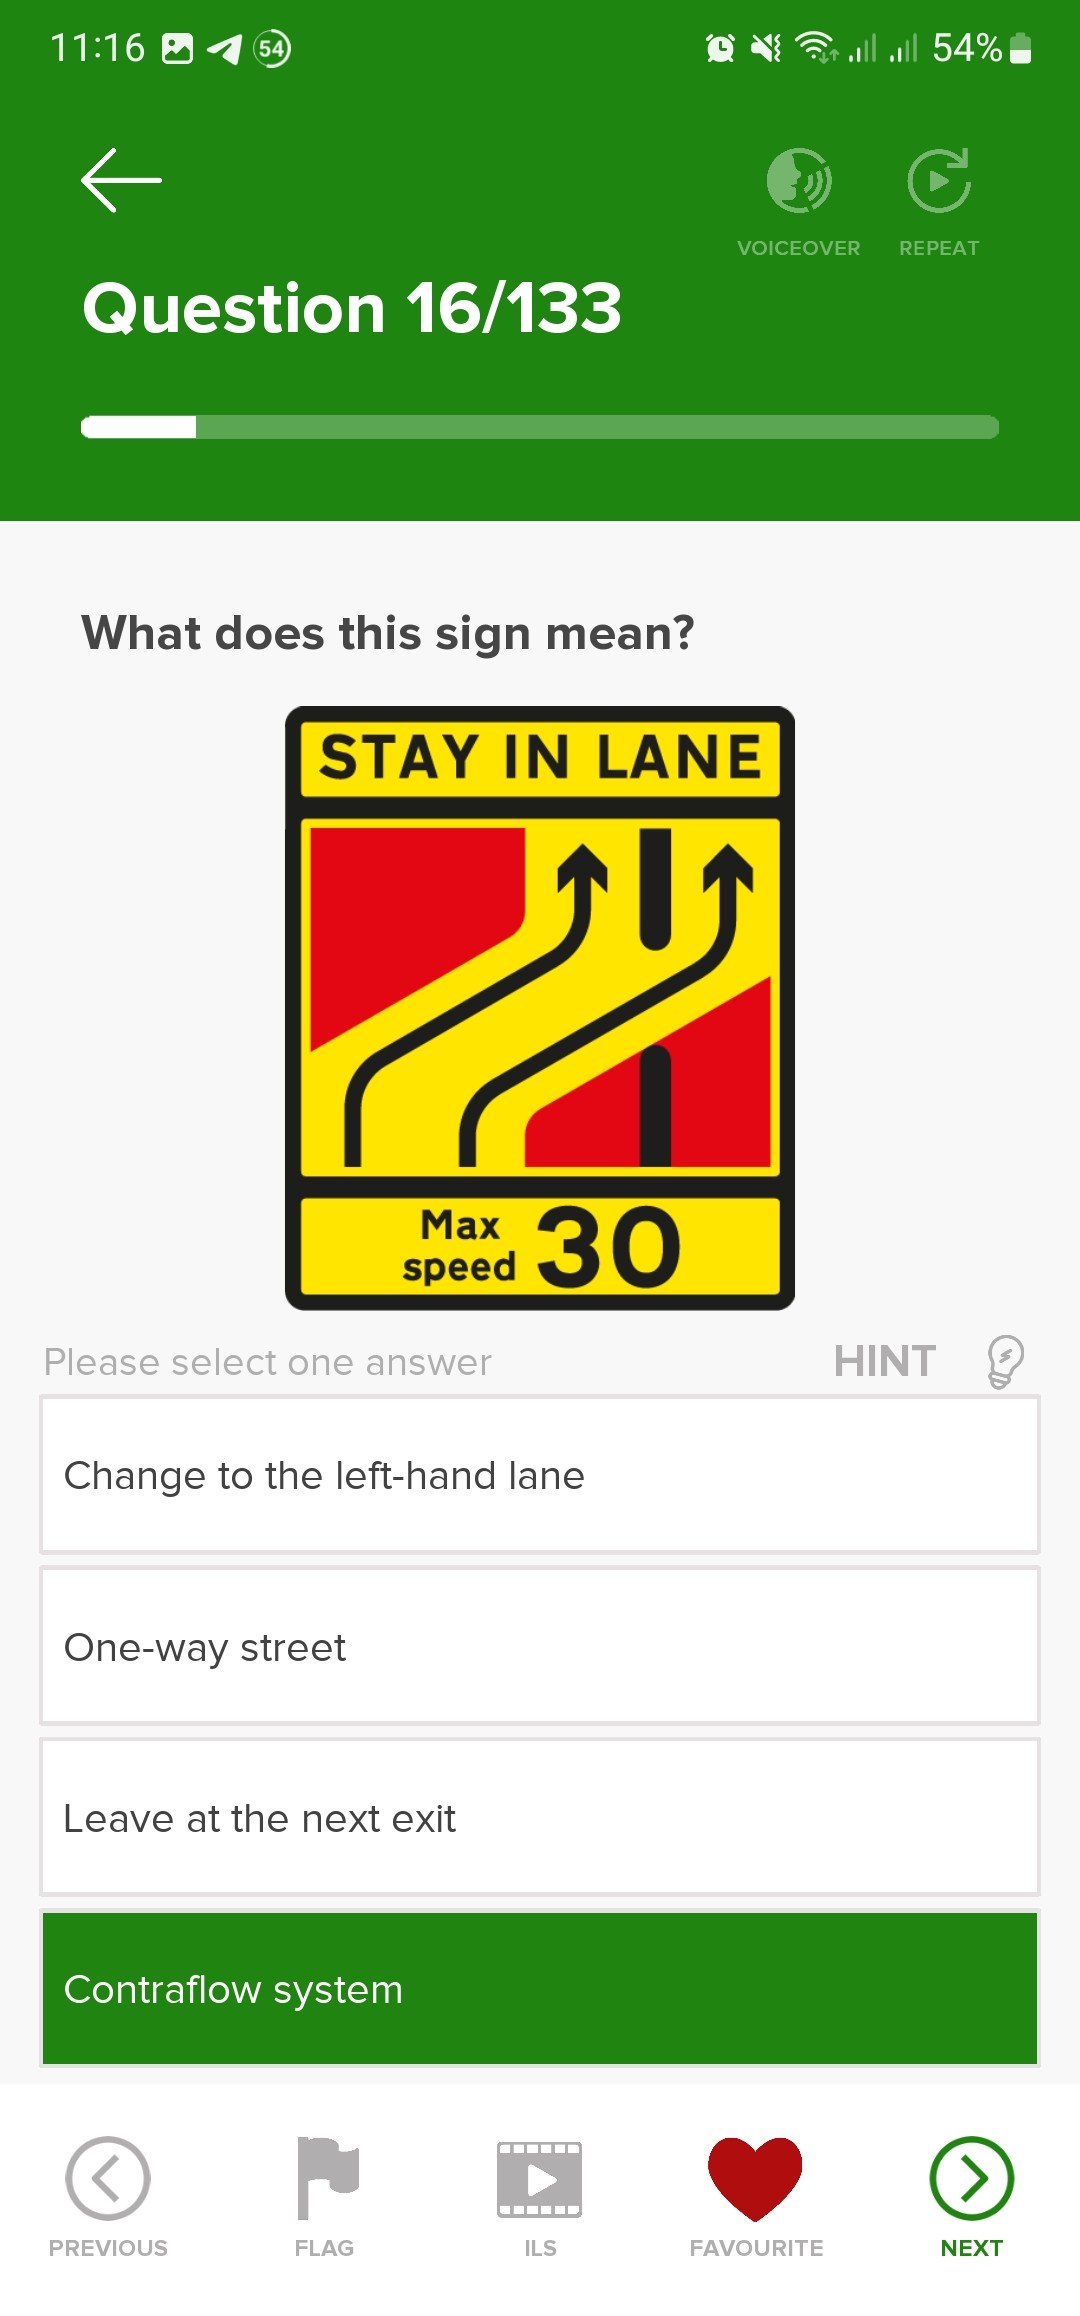 11:16
54
54%
VOICEOVER
REPEAT
Question 16/133
What does this sign mean?
STAY IN LANE
Max
speed 30
Please select one answer
HINT
Change to the left-hand lane
One-way street
Leave at the next exit
Contraflow system
PREVIOUS
FLAG
ILS
FAVOURITE
NEXT